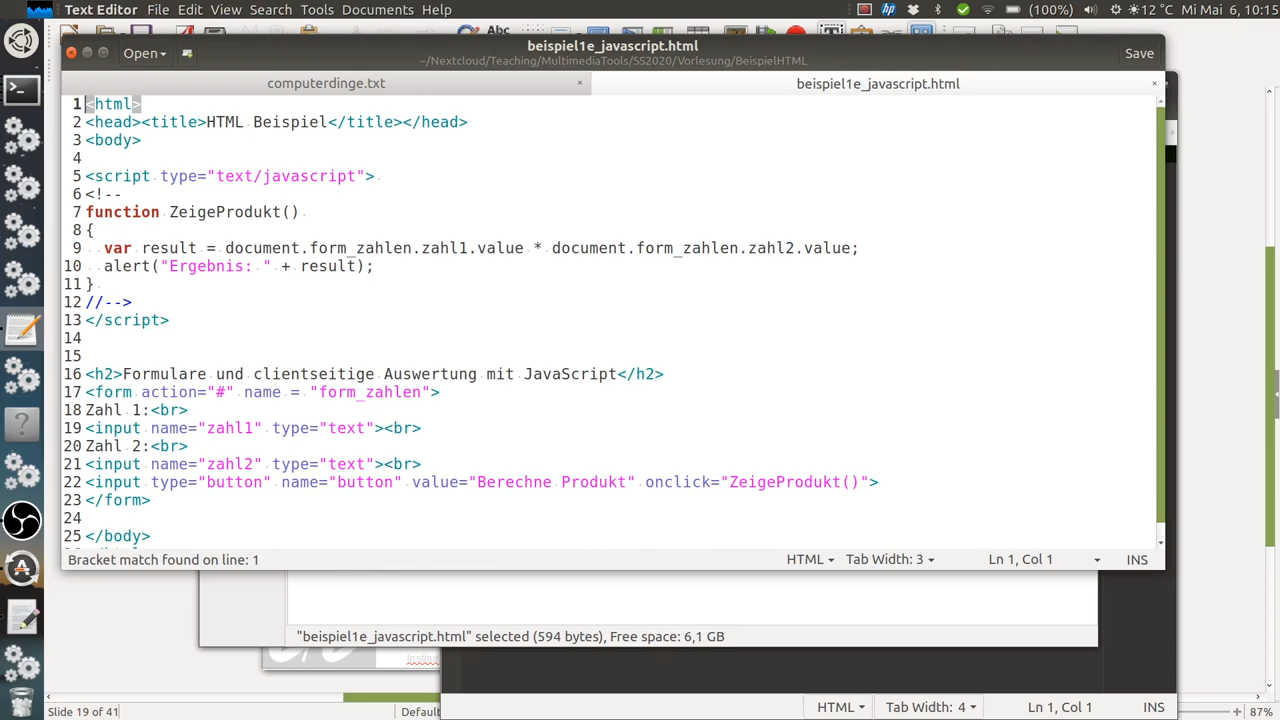 Text Editor File Edit View Search Tools Documents Help
(100%) 12 °C Mi Mai 6, 10:15
Abc
Open
beispiel1e_javascript.html
~/Nextcloud/Teaching/MultimediaTools/SS2020/Vorlesung/BeispielHTML
Save
computerdinge.txt ×
beispiel1e_javascript.html ×
1 <html>
2 <head><title>HTML Beispiel</title></head>
3 <body>
4
5 <script type="text/javascript">
6 <!--
7 function ZeigeProdukt()
8 {
9 var result = document.form_zahlen.zahl1.value * document.form_zahlen.zahl2.value;
10 alert("Ergebnis: " + result);
11 }
12 //-->
13 </script>
14
15
16 <h2>Formulare und clientseitige Auswertung mit JavaScript</h2>
17 <form action="#" name = "form_zahlen">
18 Zahl 1:<br>
19 <input name="zahl1" type="text"><br>
20 Zahl 2:<br>
21 <input name="zahl2" type="text"><br>
22 <input type="button" name="button" value="Berechne Produkt" onclick="ZeigeProdukt()">
23 </form>
24
25 </body>
Bracket match found on line: 1 HTML Tab Width: 3 Ln 1, Col 1 INS
"beispiel1e_javascript.html" selected (594 bytes), Free space: 6,1 GB
Institut
HTML Tab Width: 4 Ln 1, Col 1 INS
Slide 19 of 41 Default 87%